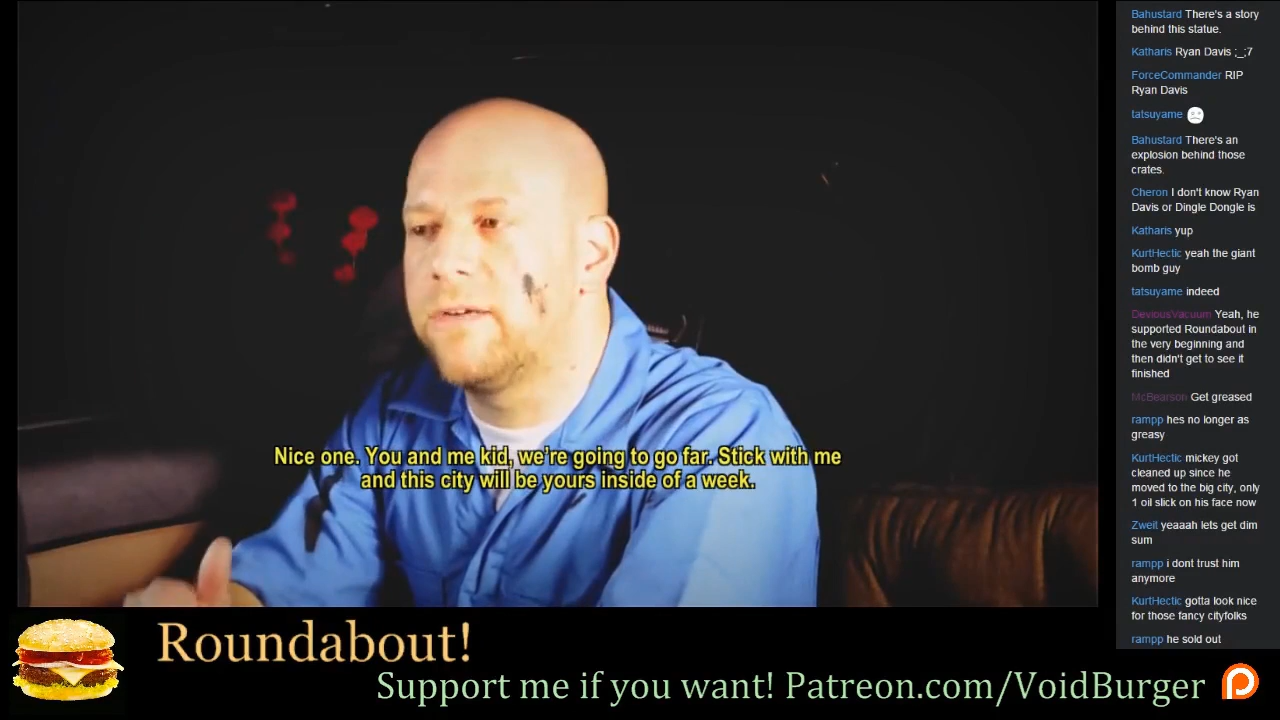 Nice one. You and me kid, we're going to go far. Stick with me
and this city will be yours inside of a week.
Roundabout!
Support me if you want! Patreon.com/VoidBurger
Bahustard There's a story
behind this statue.
Katharis Ryan Davis ;_;7
ForceCommander RIP
Ryan Davis
tatsuyame
Bahustard There's an
explosion behind those
crates.
Cheron I don't know Ryan
Davis or Dingle Dongle is
Katharis yup
KurtHectic yeah the giant
bomb guy
tatsuyame indeed
DeviousVacuum Yeah, he
supported Roundabout in
the very beginning and
then didn't get to see it
finished
McBearson Get greased
rampp hes no longer as
greasy
KurtHectic mickey got
cleaned up since he
moved to the big city, only
1 oil slick on his face now
Zweit yeaaah lets get dim
sum
rampp i dont trust him
anymore
KurtHectic gotta look nice
for those fancy cityfolks
rampp he sold out